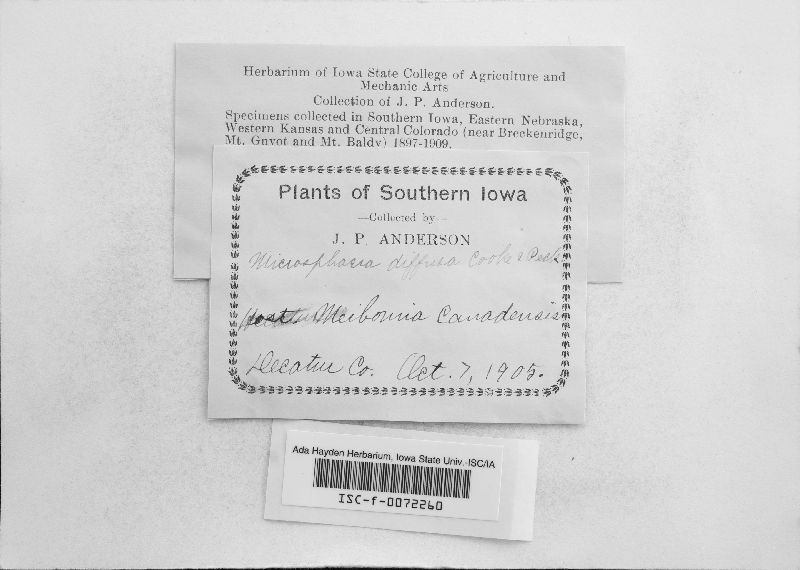 Herbarium of Iowa State College of Agriculture and
Mechanic Arts
Collection of J. P. Anderson.
Specimens collected in Southern Iowa, Eastern Nebraska,
Western Kansas and Central Colorado (near Breckenridge,
Mt. Guyot and Mt. Baldy) 1897-1909.
Plants of Southern Iowa
—Collected by—
J. P. ANDERSON
Microsphaera diffusa Cooke & Peck
Host Meibomia Canadensis
Decatur Co. Oct. 7, 1905.
Ada Hayden Herbarium, Iowa State Univ.-ISC/IA
ISC-f-0072260